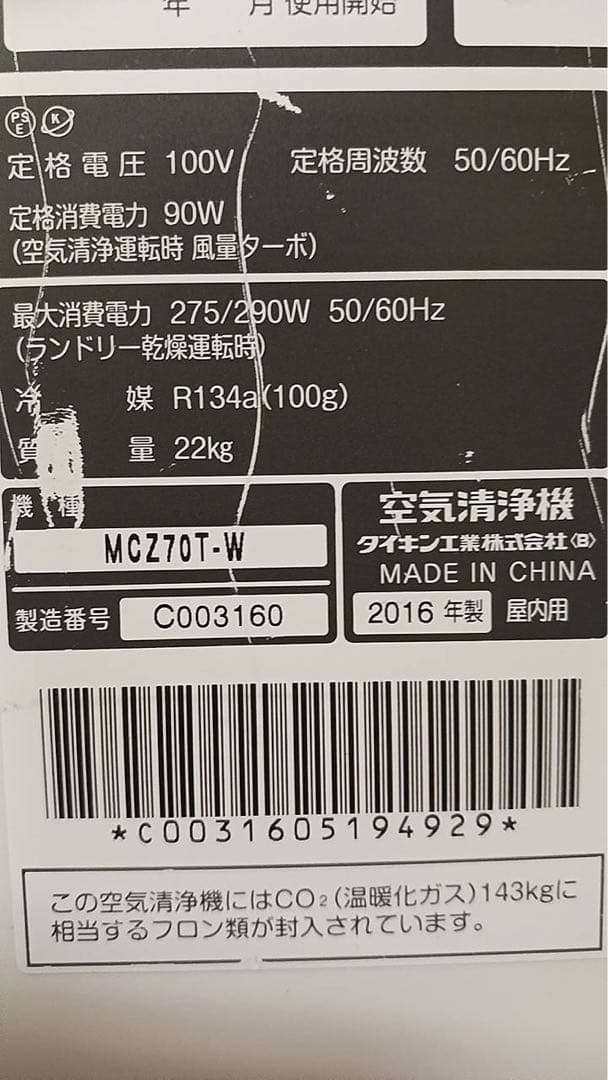 年 月 使用開始
PSE K
定格電圧 100V 定格周波数 50/60Hz
定格消費電力 90W
(空気清浄運転時 風量ターボ)
最大消費電力 275/290W 50/60Hz
(ランドリー乾燥運転時)
冷 媒 R134a(100g)
質 量 22kg
機 種
MCZ70T-W
製造番号 C003160
空気清浄機
ダイキン工業株式会社〈B〉
MADE IN CHINA
2016 年製 屋内用
*C0031605194929*
この空気清浄機にはCO₂(温暖化ガス)143kgに
相当するフロン類が封入されています。